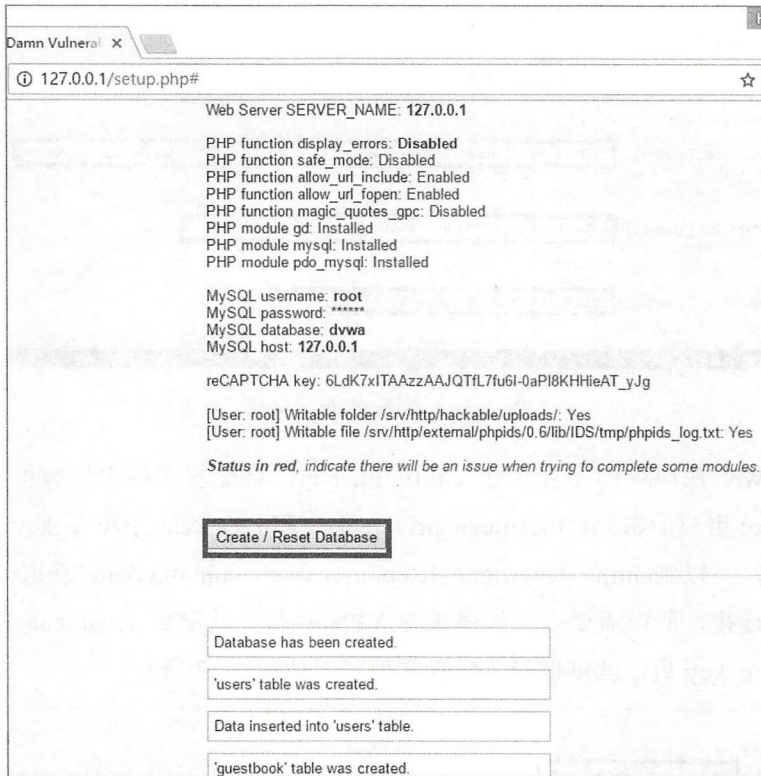 Damn Vulneral
127.0.0.1/setup.php#
Web Server SERVER_NAME: 127.0.0.1
PHP function display_errors: Disabled
PHP function safe_mode: Disabled
PHP function allow_url_include: Enabled
PHP function allow_url_fopen: Enabled
PHP function magic_quotes_gpc: Disabled
PHP module gd: Installed
PHP module mysql: Installed
PHP module pdo_mysql: Installed
MySQL username: root
MySQL password: ******
MySQL database: dvwa
MySQL host: 127.0.0.1
reCAPTCHA key: 6LdK7xITAAzzAAJQTfL7fu6I-0aPl8KHHieAT_yJg
[User: root] Writable folder /srv/http/hackable/uploads/: Yes
[User: root] Writable file /srv/http/external/phpids/0.6/lib/IDS/tmp/phpids_log.txt: Yes
Status in red, indicate there will be an issue when trying to complete some modules.
Create / Reset Database
Database has been created.
'users' table was created.
Data inserted into 'users' table.
'guestbook' table was created.